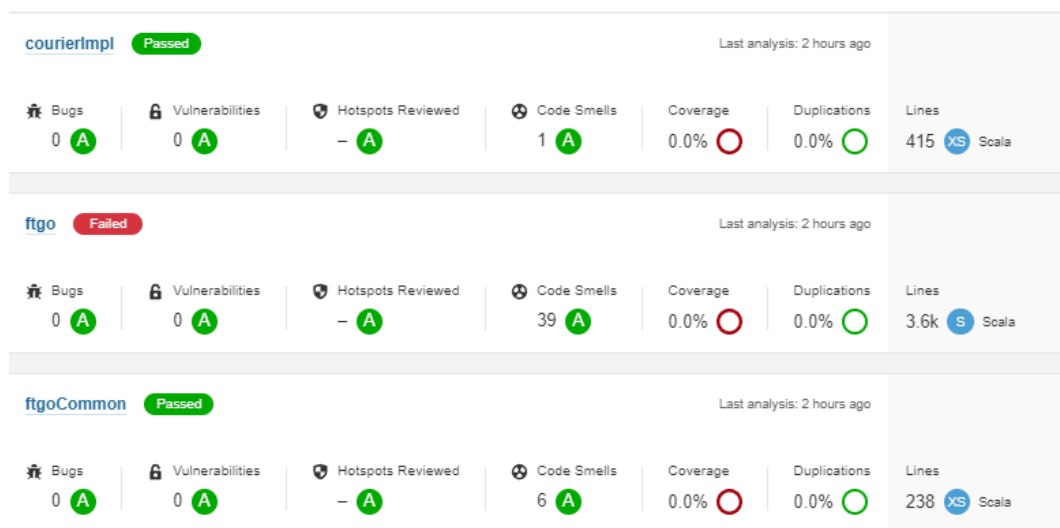 courierImpl Passed Last analysis: 2 hours ago
Bugs Vulnerabilities Hotspots Reviewed Code Smells Coverage Duplications Lines
0 A 0 A – A 1 A 0.0% 0.0% 415 XS Scala
ftgo Failed Last analysis: 2 hours ago
Bugs Vulnerabilities Hotspots Reviewed Code Smells Coverage Duplications Lines
0 A 0 A – A 39 A 0.0% 0.0% 3.6k S Scala
ftgoCommon Passed Last analysis: 2 hours ago
Bugs Vulnerabilities Hotspots Reviewed Code Smells Coverage Duplications Lines
0 A 0 A – A 6 A 0.0% 0.0% 238 XS Scala